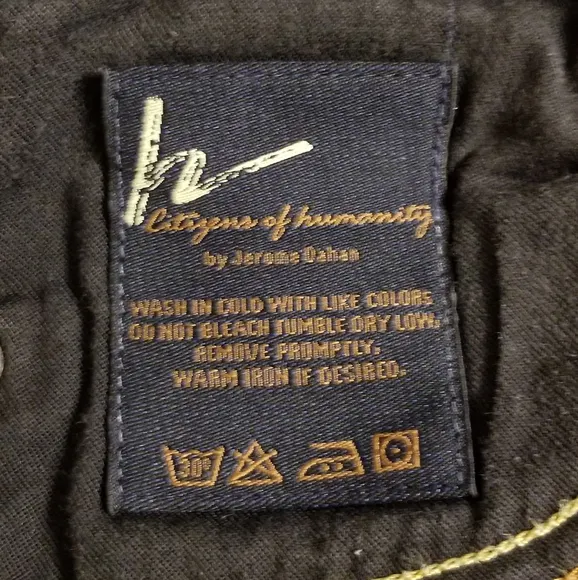 h
Citizens of humanity
by Jerome Dahan
WASH IN COLD WITH LIKE COLORS
DO NOT BLEACH TUMBLE DRY LOW.
REMOVE PROMPTLY.
WARM IRON IF DESIRED.
30°